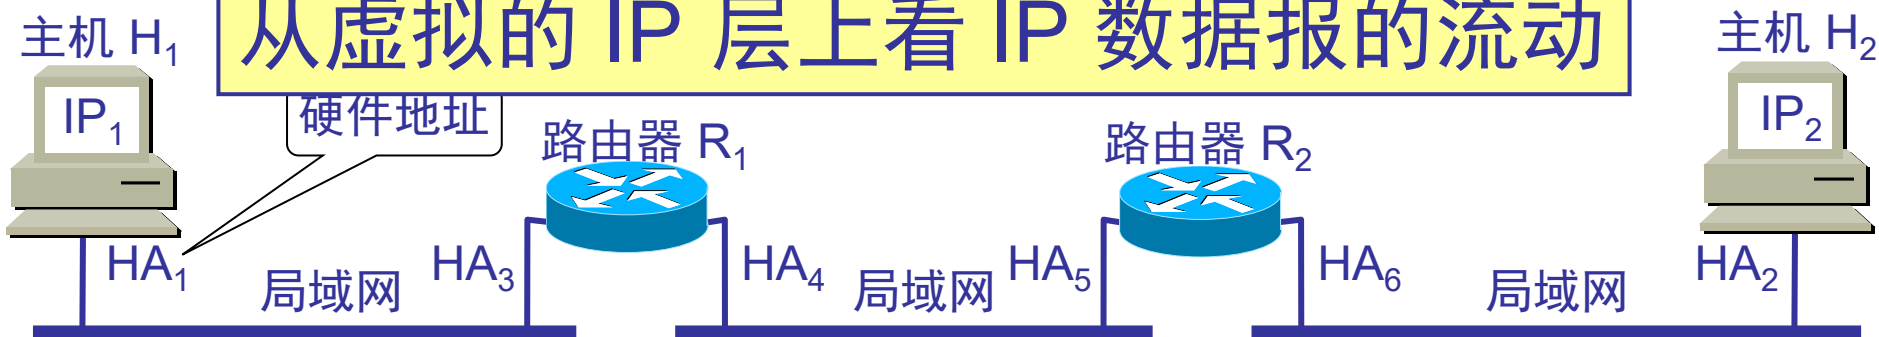 从虚拟的 IP 层上看 IP 数据报的流动
主机 H₁
主机 H₂
IP₁
硬件地址
路由器 R₁
路由器 R₂
IP₂
HA₁
局域网
HA₃
HA₄
局域网
HA₅
HA₆
局域网
HA₂